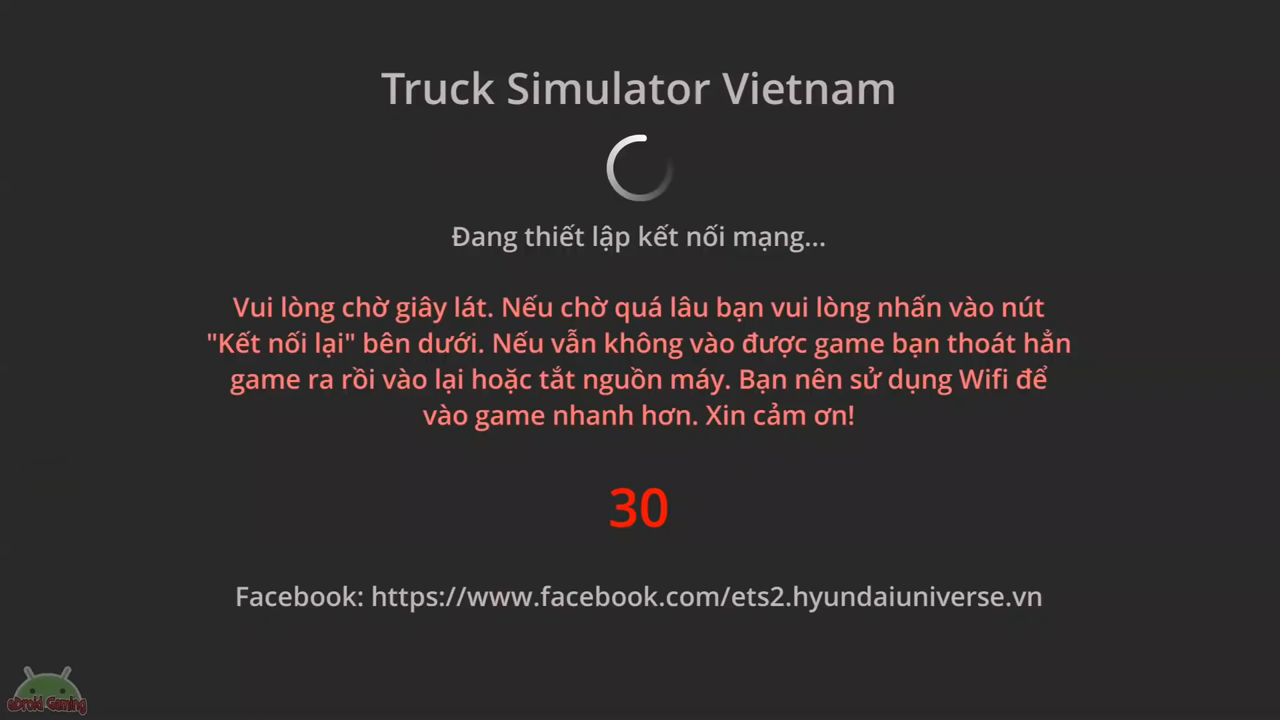 Truck Simulator Vietnam
Đang thiết lập kết nối mạng...
Vui lòng chờ giây lát. Nếu chờ quá lâu bạn vui lòng nhấn vào nút
"Kết nối lại" bên dưới. Nếu vẫn không vào được game bạn thoát hẳn
game ra rồi vào lại hoặc tắt nguồn máy. Bạn nên sử dụng Wifi để
vào game nhanh hơn. Xin cảm ơn!
30
Facebook: https://www.facebook.com/ets2.hyundaiuniverse.vn
eDroid Gaming